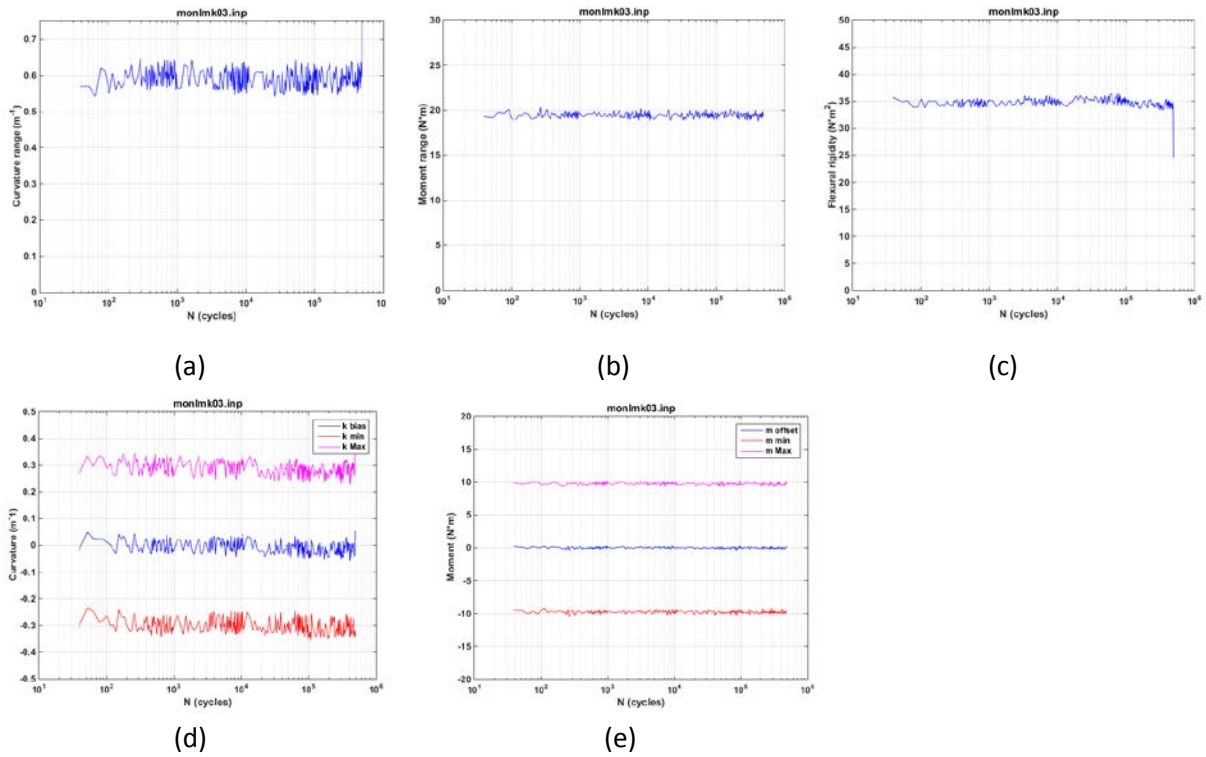 monlmk03.inp
Curvature range (m⁻¹)
0.7
0.6
0.5
0.4
0.3
0.2
0.1
0
10¹ 10² 10³ 10⁴ 10⁵ 10
N (cycles)
(a)
monlmk03.inp
Moment range (N*m)
30
25
20
15
10
5
0
10¹ 10² 10³ 10⁴ 10⁵ 10⁶
N (cycles)
(b)
monlmk03.inp
Flexural rigidity (N*m²)
50
45
40
35
30
25
20
15
10
5
0
10¹ 10² 10³ 10⁴ 10⁵ 10⁶
N (cycles)
(c)
monlmk03.inp
Curvature (m⁻1)
0.5
0.4
0.3
0.2
0.1
0
-0.1
-0.2
-0.3
-0.4
-0.5
k bias
k min
k Max
10¹ 10² 10³ 10⁴ 10⁵ 10⁶
N (cycles)
(d)
monlmk03.inp
Moment (N*m)
20
15
10
5
0
-5
-10
-15
-20
m offset
m min
m Max
10¹ 10² 10³ 10⁴ 10⁵ 10⁶
N (cycles)
(e)